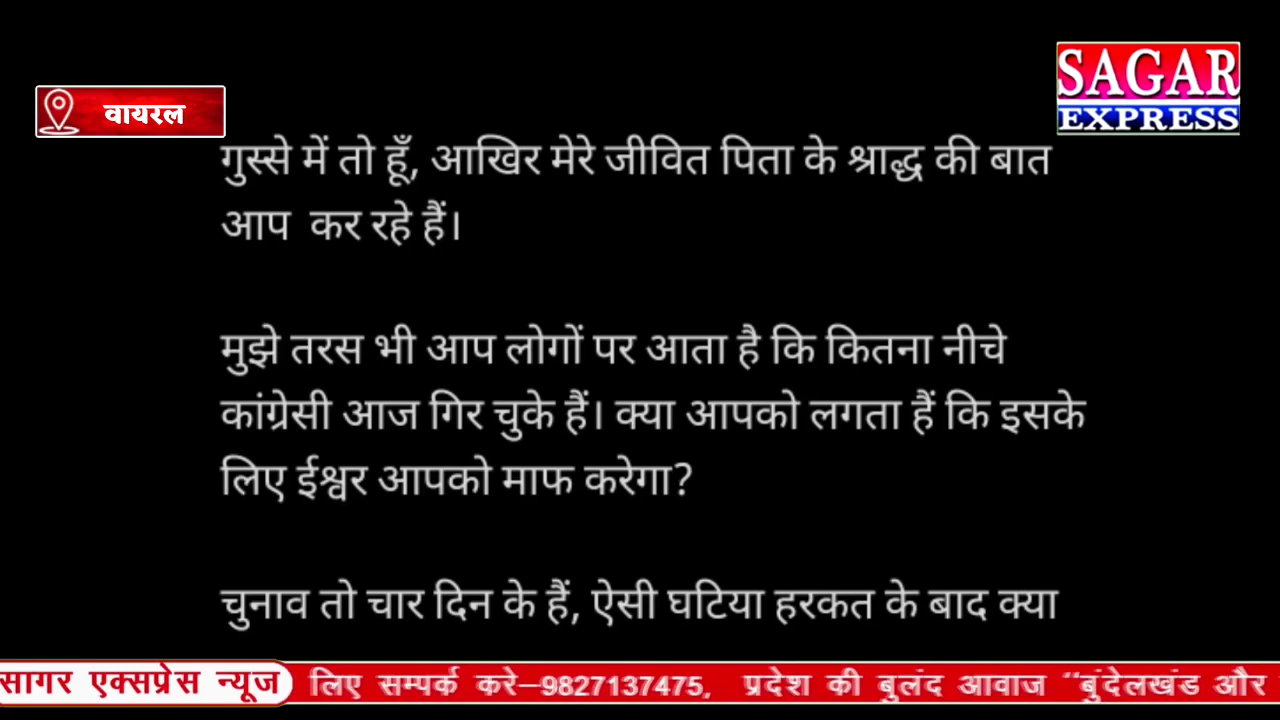 SAGAR
EXPRESS
वायरल
गुस्से में तो हूँ, आखिर मेरे जीवित पिता के श्राद्ध की बात
आप कर रहे हैं।
मुझे तरस भी आप लोगों पर आता है कि कितना नीचे
कांग्रेसी आज गिर चुके हैं। क्या आपको लगता हैं कि इसके
लिए ईश्वर आपको माफ करेगा?
चुनाव तो चार दिन के हैं, ऐसी घटिया हरकत के बाद क्या
सागर एक्सप्रेस न्यूज लिए सम्पर्क करे–9827137475, प्रदेश की बुलंद आवाज “बुंदेलखंड और